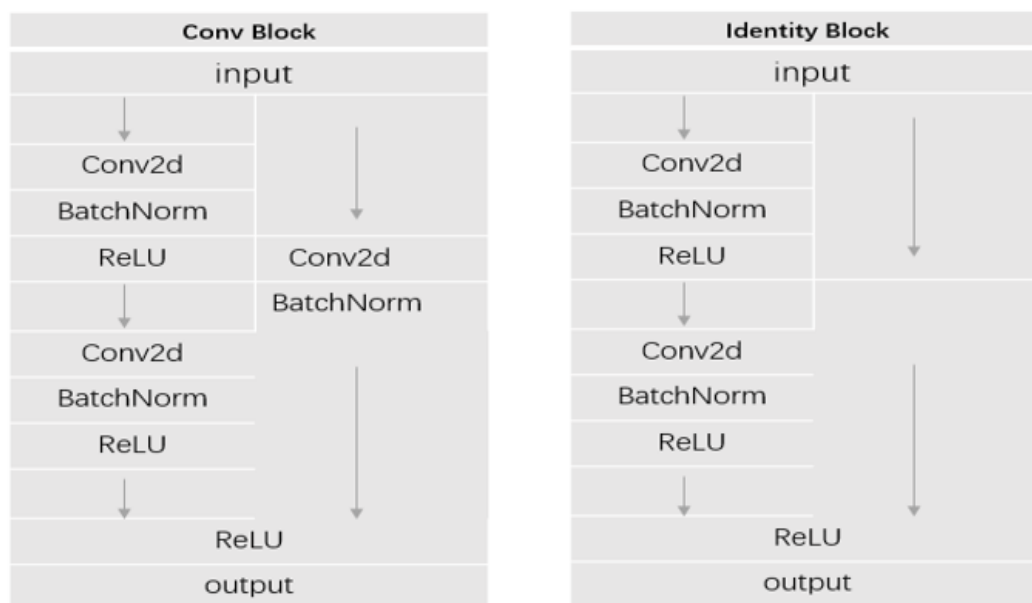 Conv Block
input
Conv2d
BatchNorm
ReLU
Conv2d
BatchNorm
Conv2d
BatchNorm
ReLU
ReLU
output
Identity Block
input
Conv2d
BatchNorm
ReLU
Conv2d
BatchNorm
ReLU
ReLU
output